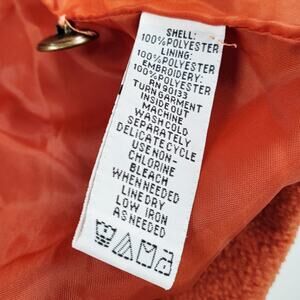 SHELL:
100% POLYESTER
LINING:
100% POLYESTER
EMBROIDERY:
100% POLYESTER
RN 90133
TURN GARMENT
INSIDE OUT
MACHINE
WASH COLD
SEPARATELY
DELICATE CYCLE
USE NON-
CHLORINE
BLEACH
WHEN NEEDED
LINE DRY
LOW IRON
AS NEEDED